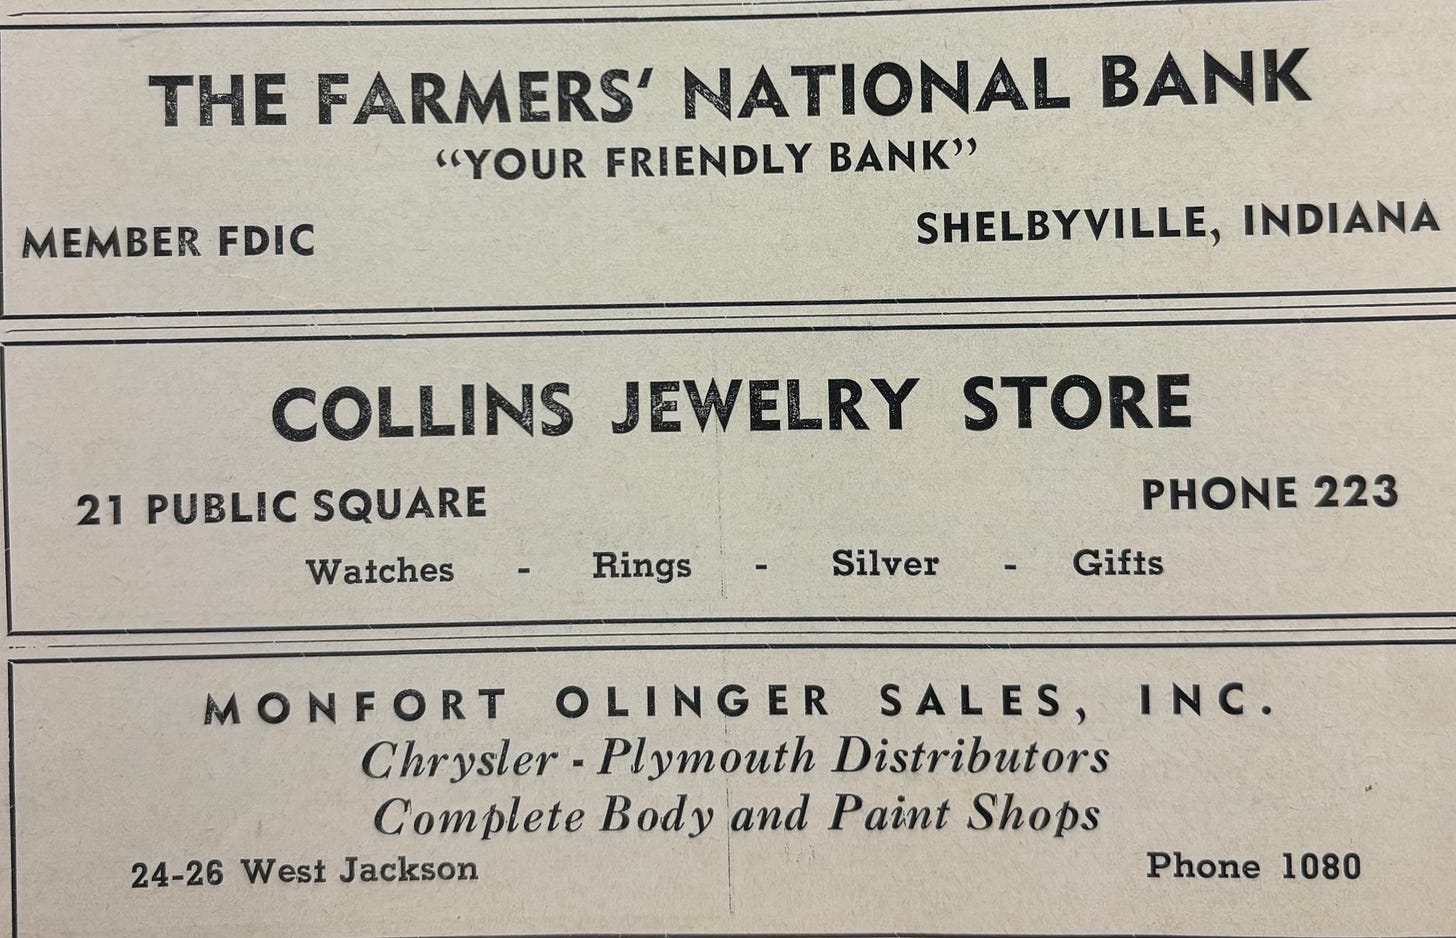 THE FARMERS' NATIONAL BANK
“YOUR FRIENDLY BANK”
MEMBER FDIC SHELBYVILLE, INDIANA
COLLINS JEWELRY STORE
21 PUBLIC SQUARE PHONE 223
Watches - Rings - Silver - Gifts
MONFORT OLINGER SALES, INC.
Chrysler - Plymouth Distributors
Complete Body and Paint Shops
24-26 West Jackson Phone 1080